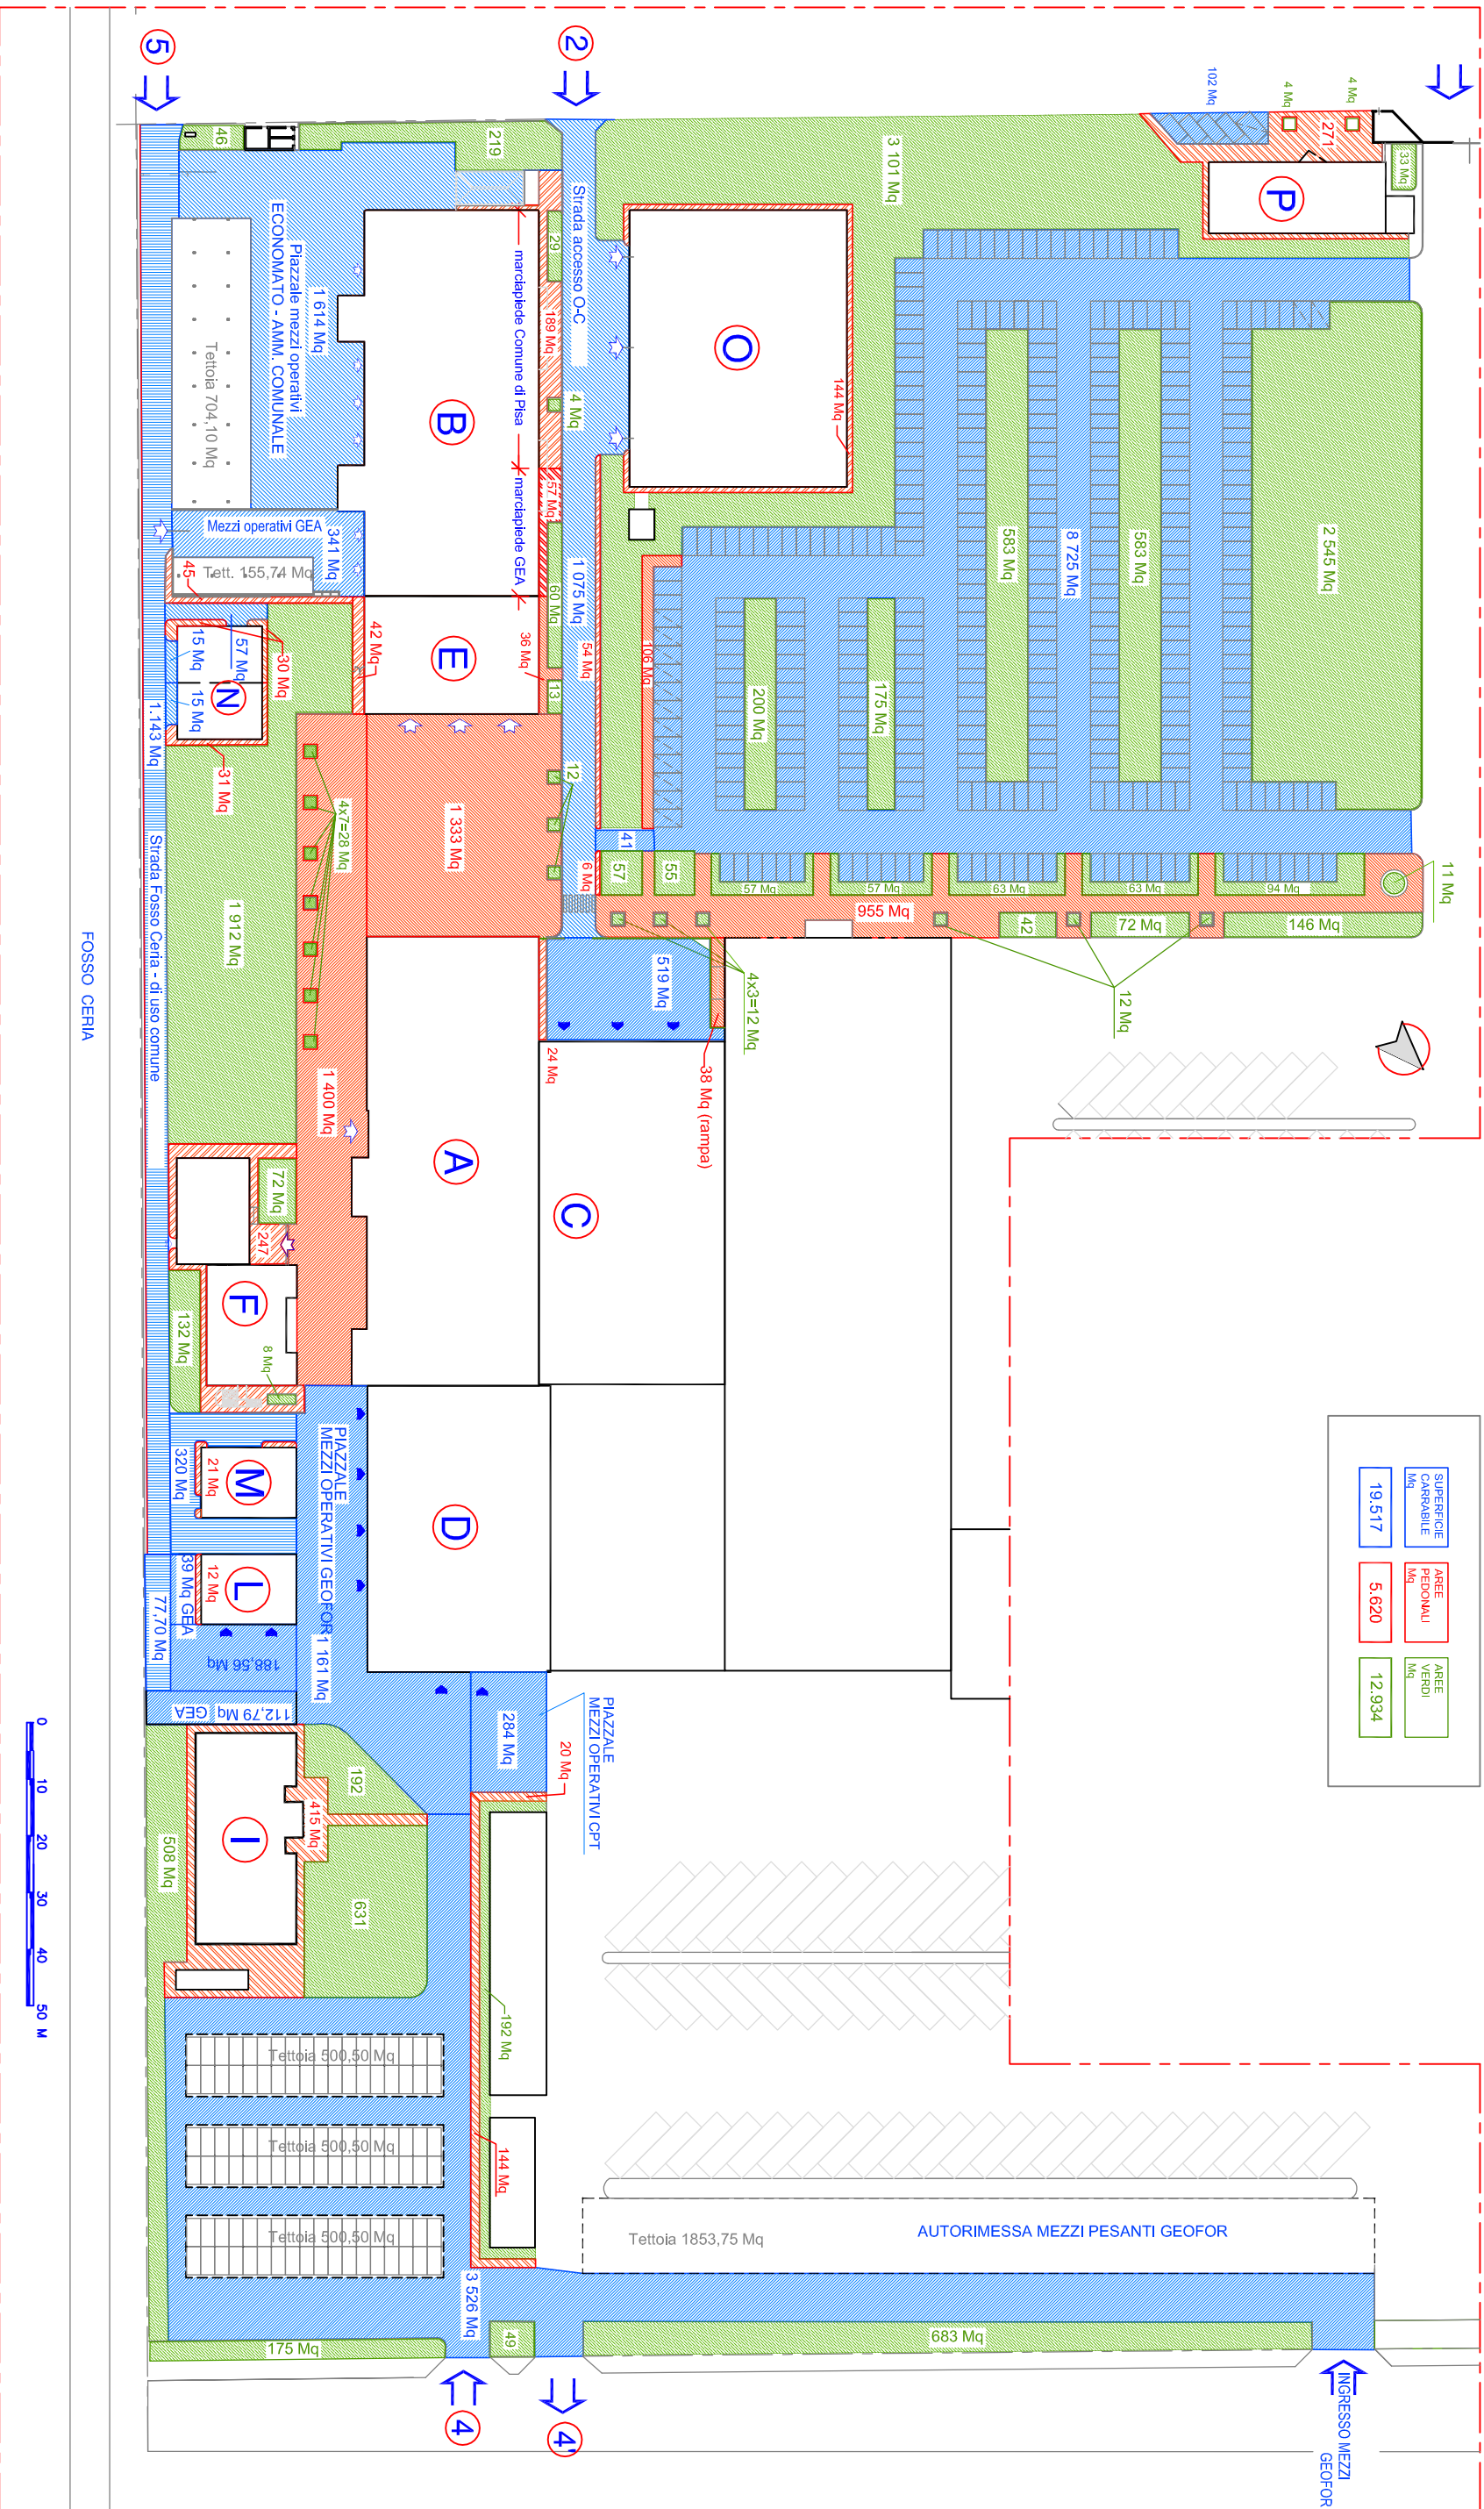 5
2
102 Mq
4 Mq
4 Mq
271
33 Mq
P
46
219
3 101 Mq
Strada accesso O-C
29
189 Mq
marciapiede Comune di Pisa
Piazzale mezzi operativi
ECONOMATO - AMM. COMUNALE
1 614 Mq
Tettoia 704,10 Mq
B
O
144 Mq
4 Mq
57 Mq
marciapiede GEA
Mezzi operativi GEA
341 Mq
Tett. 155,74 Mq
45
60 Mq
1 075 Mq
54 Mq
106 Mq
583 Mq
8 725 Mq
583 Mq
2 545 Mq
200 Mq
175 Mq
E
36 Mq
42 Mq
13
57 Mq
15 Mq
15 Mq
30 Mq
N
31 Mq
1.143 Mq
Strada Fosso Ceria - di uso comune
FOSSO CERIA
4x7=28 Mq
1 333 Mq
12
6 Mq
41
57
55
57 Mq
57 Mq
63 Mq
63 Mq
94 Mq
11 Mq
955 Mq
42
72 Mq
146 Mq
12 Mq
4x3=12 Mq
519 Mq
38 Mq (rampa)
24 Mq
1 912 Mq
1 400 Mq
A
C
72 Mq
247
F
132 Mq
8 Mq
SUPERFICIE
CARRABILE
Mq
19.517
AREE
PEDONALI
Mq
5.620
AREE
VERDI
Mq
12.934
PIAZZALE
MEZZI OPERATIVI GEOFOR
1 161 Mq
D
M
21 Mq
320 Mq
L
12 Mq
39 Mq GEA
77,70 Mq
188,56 Mq
112,79 Mq GEA
PIAZZALE
MEZZI OPERATIVI CPT
284 Mq
20 Mq
192
415 Mq
I
508 Mq
631
192 Mq
144 Mq
Tettoia 500,50 Mq
Tettoia 500,50 Mq
Tettoia 500,50 Mq
0 10 20 30 40 50 M
Tettoia 1853,75 Mq
AUTORIMESSA MEZZI PESANTI GEOFOR
3 526 Mq
175 Mq
49
683 Mq
4
4'
INGRESSO MEZZI
GEOFOR